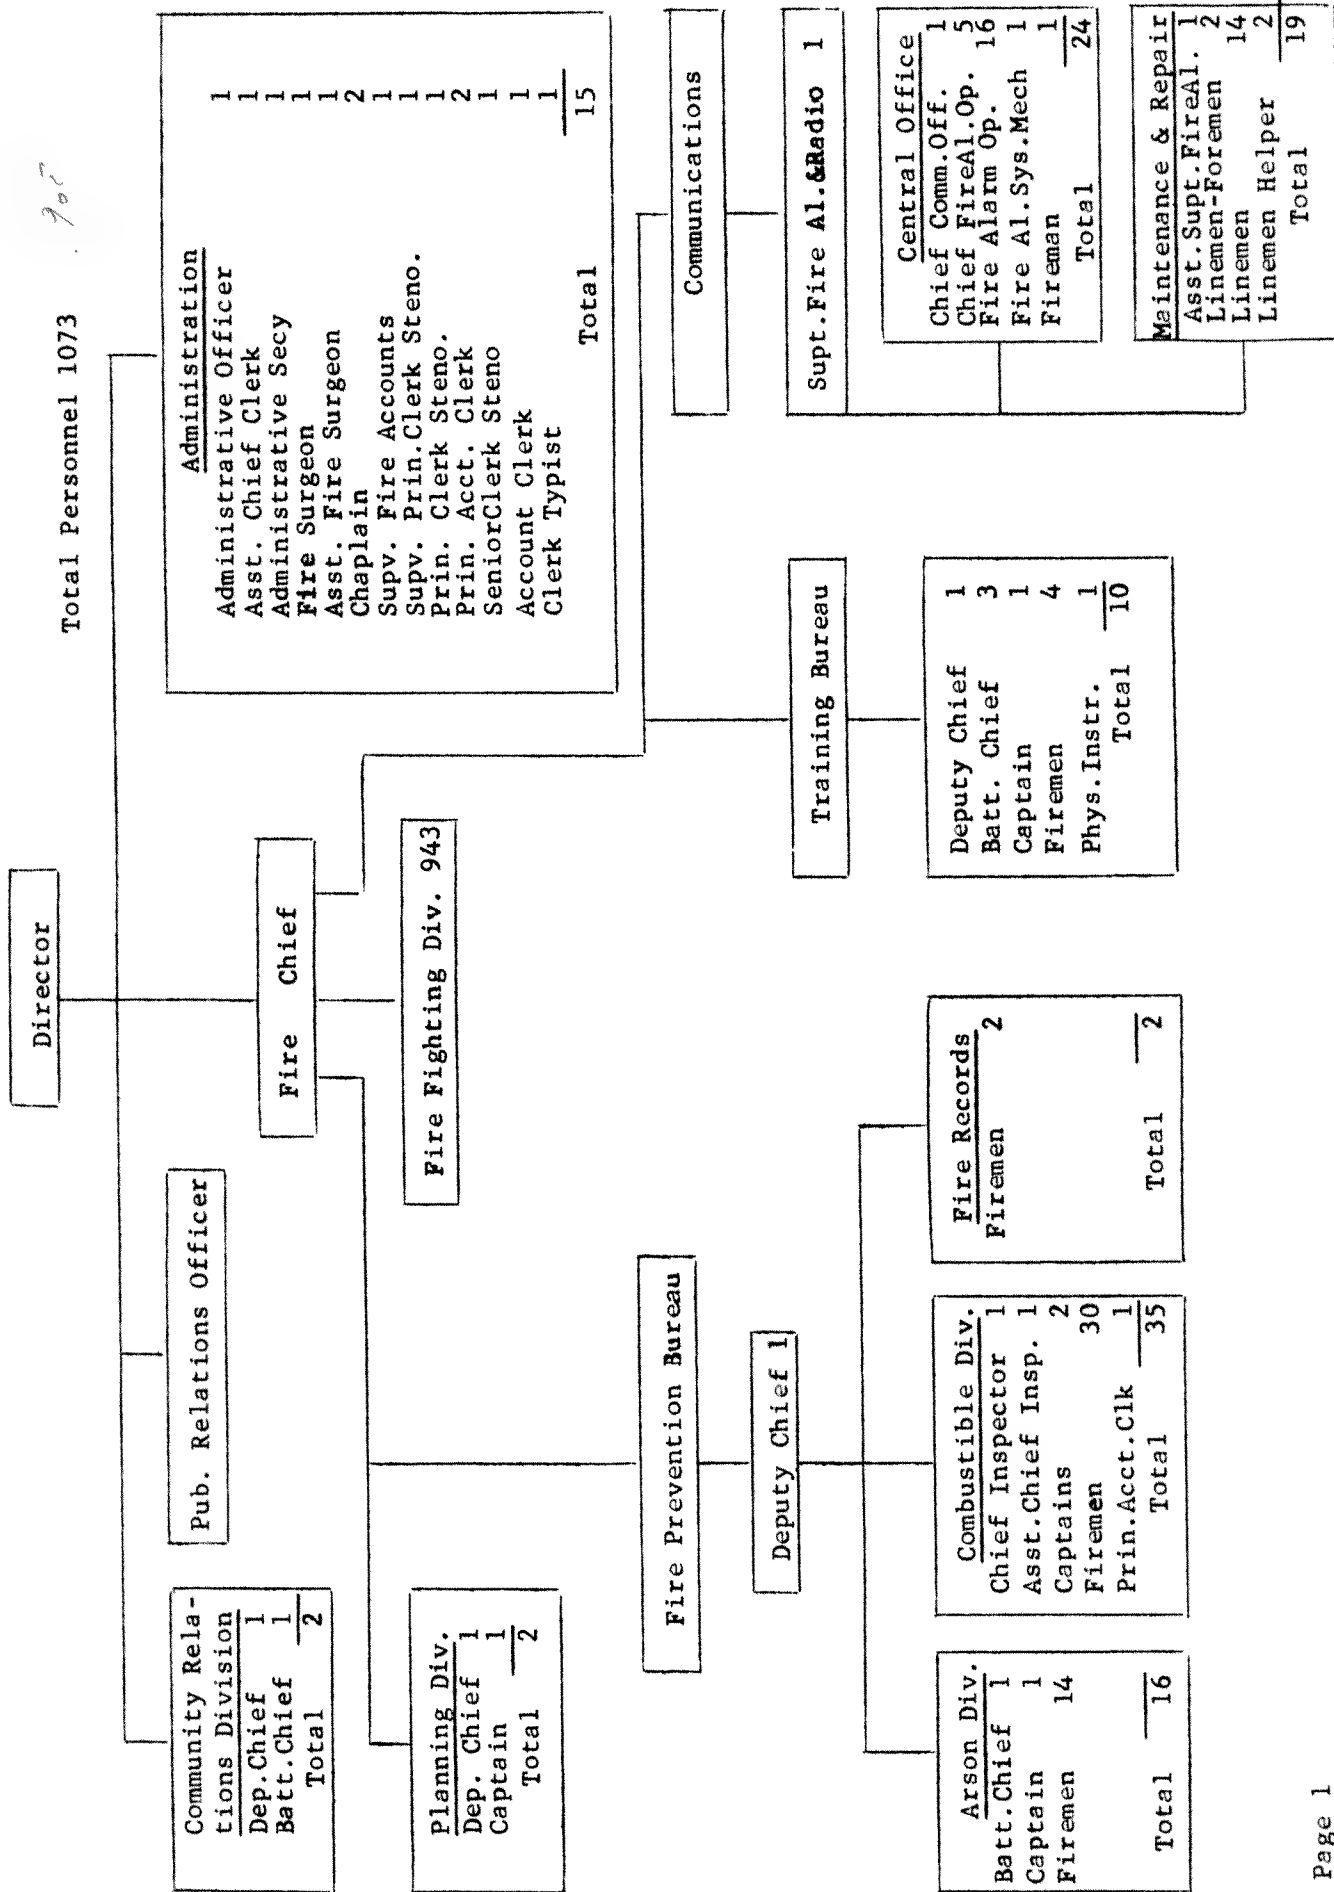 Total Personnel 1073
Director
Community Rela-
tions Division
Dep.Chief 1
Batt.Chief 1
Total 2
Pub. Relations Officer
Administration
Administrative Officer 1
Asst. Chief Clerk 1
Administrative Secy 1
Fire Surgeon 1
Asst. Fire Surgeon 1
Chaplain 2
Supv. Fire Accounts 1
Supv. Prin.Clerk Steno. 1
Prin. Clerk Steno. 1
Prin. Acct. Clerk 2
SeniorClerk Steno 1
Account Clerk 1
Clerk Typist 1
Total 15
Fire Chief
Fire Fighting Div. 943
Planning Div.
Dep. Chief 1
Captain 1
Total 2
Fire Prevention Bureau
Deputy Chief 1
Arson Div.
Batt.Chief 1
Captain 1
Firemen 14
Total 16
Combustible Div.
Chief Inspector 1
Asst.Chief Insp. 1
Captains 2
Firemen 30
Prin.Acct.Clk 1
Total 35
Fire Records
Firemen 2
Total 2
Training Bureau
Deputy Chief 1
Batt. Chief 3
Captain 1
Firemen 4
Phys.Instr. 1
Total 10
Communications
Supt.Fire Al.&Radio 1
Central Office
Chief Comm.Off. 1
Chief FireAl.Op. 5
Fire Alarm Op. 16
Fire Al.Sys.Mech 1
Fireman 1
Total 24
Maintenance & Repair
Asst.Supt.FireAl. 1
Linemen-Foremen 2
Linemen 14
Linemen Helper 2
Total 19
Page 1